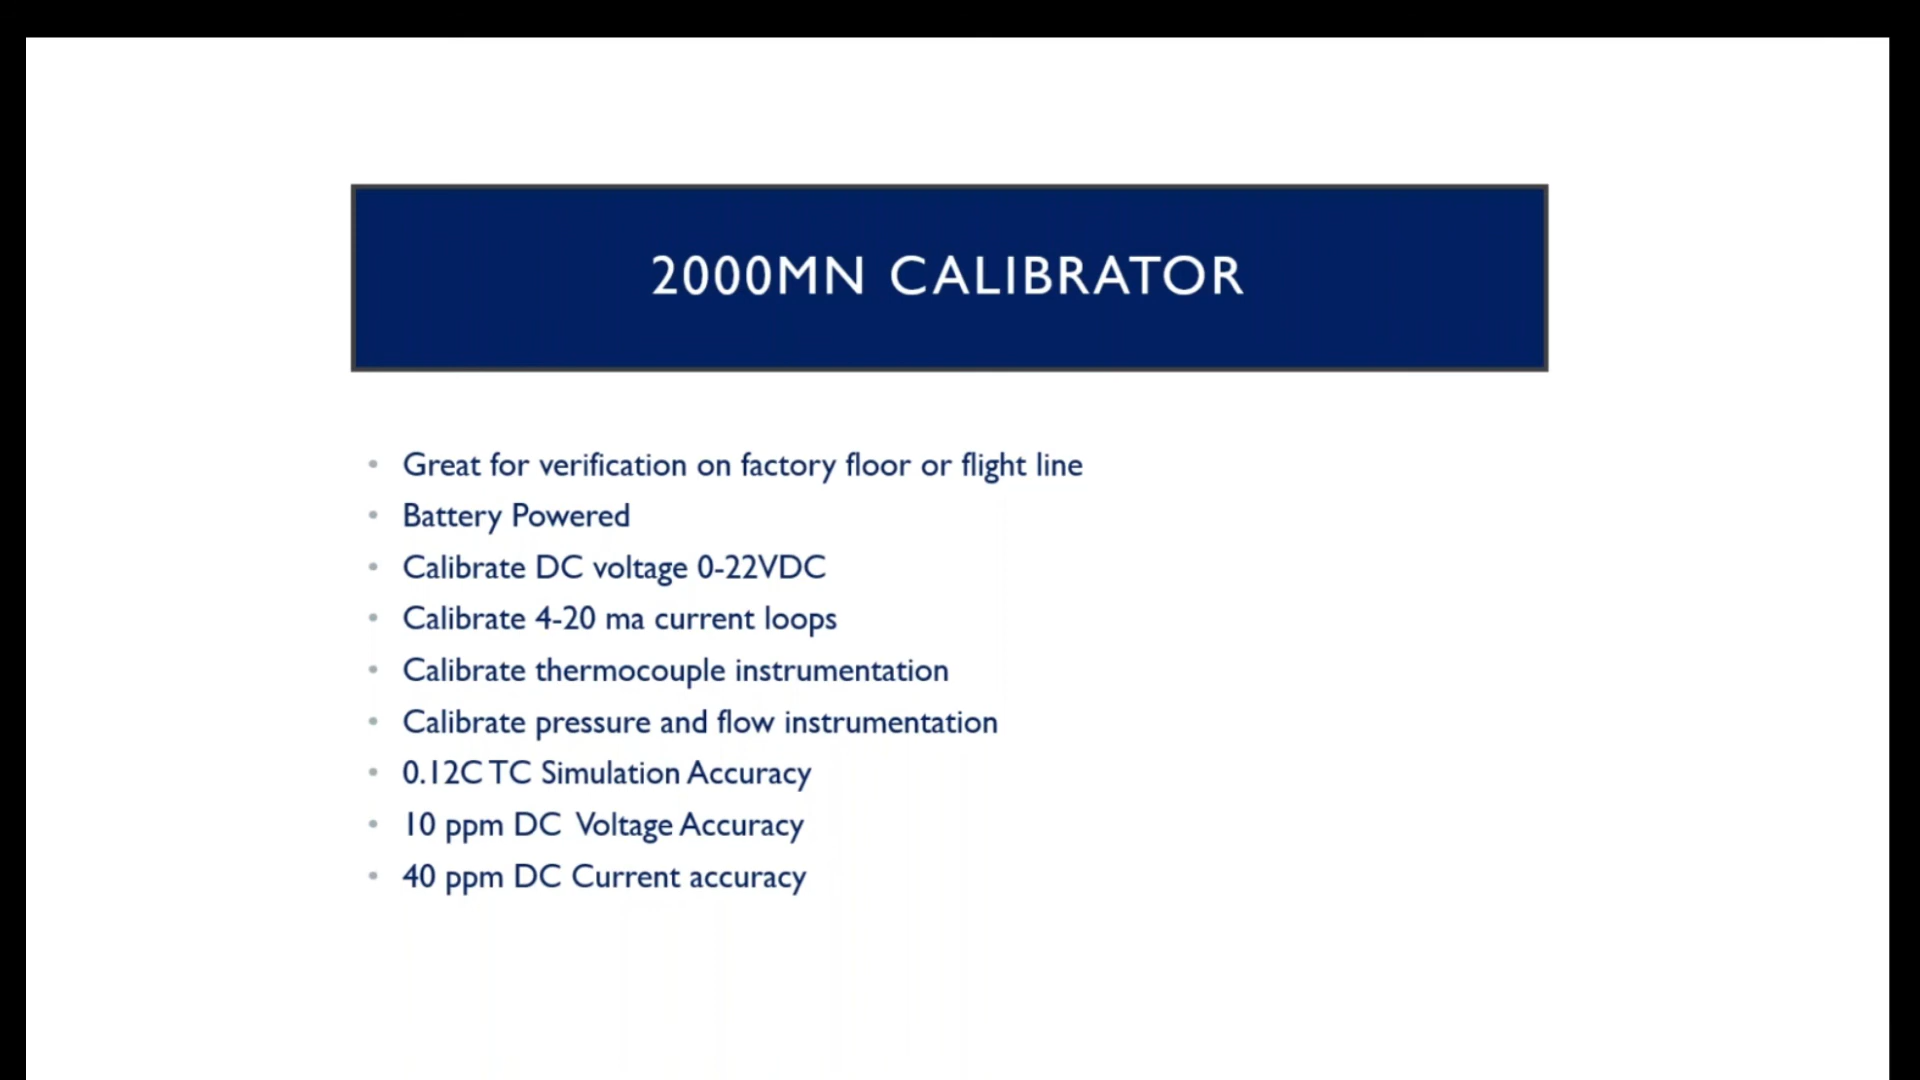 2000MN CALIBRATOR
• Great for verification on factory floor or flight line
• Battery Powered
• Calibrate DC voltage 0-22VDC
• Calibrate 4-20 ma current loops
• Calibrate thermocouple instrumentation
• Calibrate pressure and flow instrumentation
• 0.12C TC Simulation Accuracy
• 10 ppm DC  Voltage Accuracy
• 40 ppm DC Current accuracy